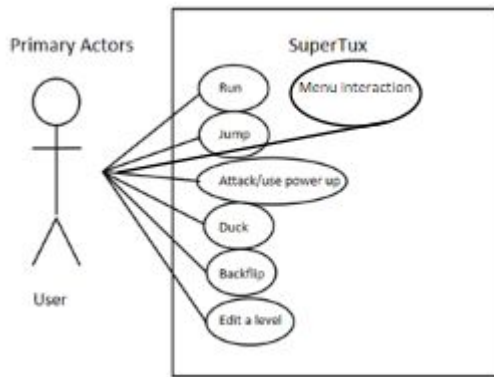 Primary Actors
SuperTux
Run
Menu interaction
Jump
Attack/use power up
Duck
Backflip
Edit a level
User